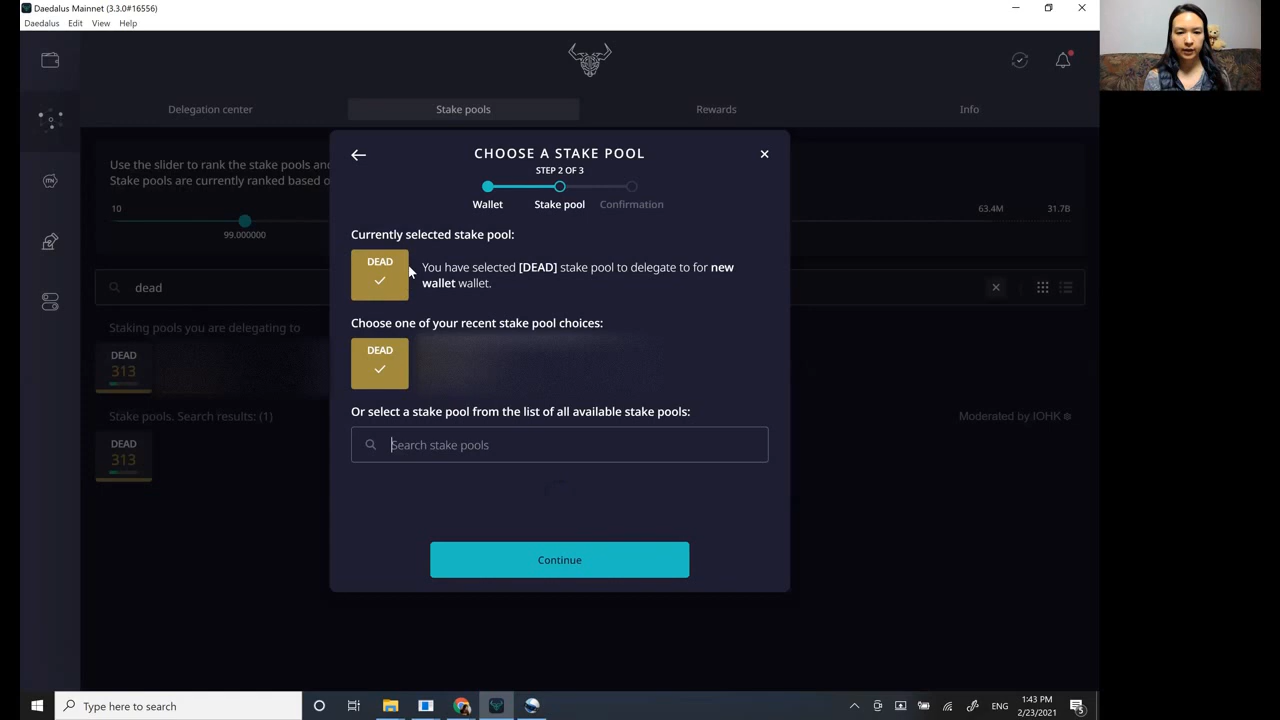 Daedalus Mainnet (3.3.0#16556)
Daedalus Edit View Help
Delegation center Stake pools Rewards Info
Use the slider to rank the stake pools and
Stake pools are currently ranked based o
10 63.4M 31.7B
99.000000
dead
Staking pools you are delegating to
DEAD
313
Stake pools. Search results: (1) Moderated by IOHK
DEAD
313
CHOOSE A STAKE POOL
STEP 2 OF 3
Wallet Stake pool Confirmation
Currently selected stake pool:
DEAD
You have selected [DEAD] stake pool to delegate to for new
wallet wallet.
Choose one of your recent stake pool choices:
DEAD
Or select a stake pool from the list of all available stake pools:
Search stake pools
Continue
Type here to search
ENG
1:43 PM
2/23/2021
5